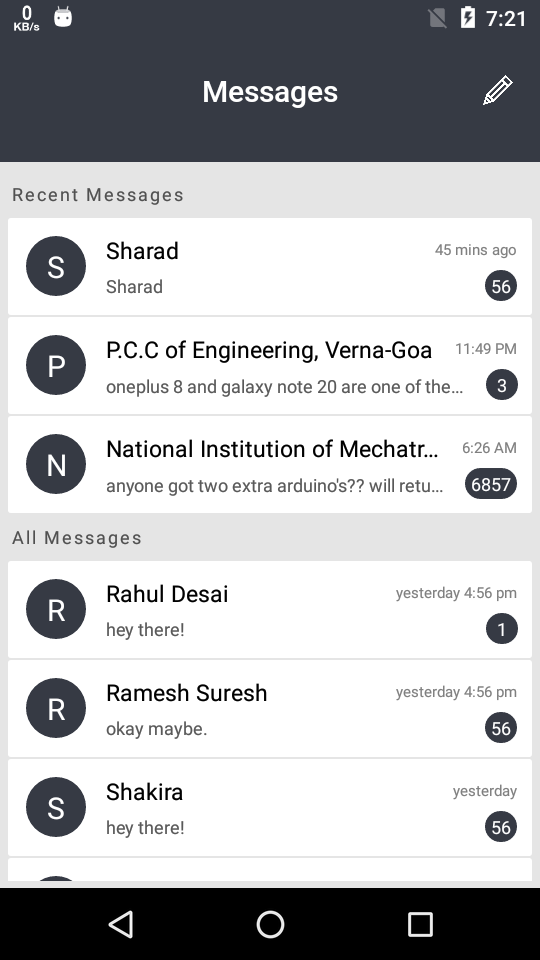 0
KB/s
7:21
Messages
Recent Messages
S
Sharad
45 mins ago
Sharad
56
P
P.C.C of Engineering, Verna-Goa
11:49 PM
oneplus 8 and galaxy note 20 are one of the...
3
N
National Institution of Mechatr...
6:26 AM
anyone got two extra arduino's?? will retu...
6857
All Messages
R
Rahul Desai
yesterday 4:56 pm
hey there!
1
R
Ramesh Suresh
yesterday 4:56 pm
okay maybe.
56
S
Shakira
yesterday
hey there!
56